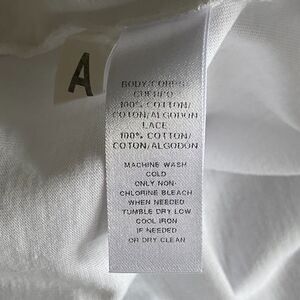 A
BODY/CORPS/
CUERPO
100% COTTON/
COTON/ALGODON
LACE
100% COTTON/
COTON/ALGODÓN
MACHINE WASH
COLD
ONLY NON-
CHLORINE BLEACH
WHEN NEEDED
TUMBLE DRY LOW
COOL IRON
IF NEEDED
OR DRY CLEAN